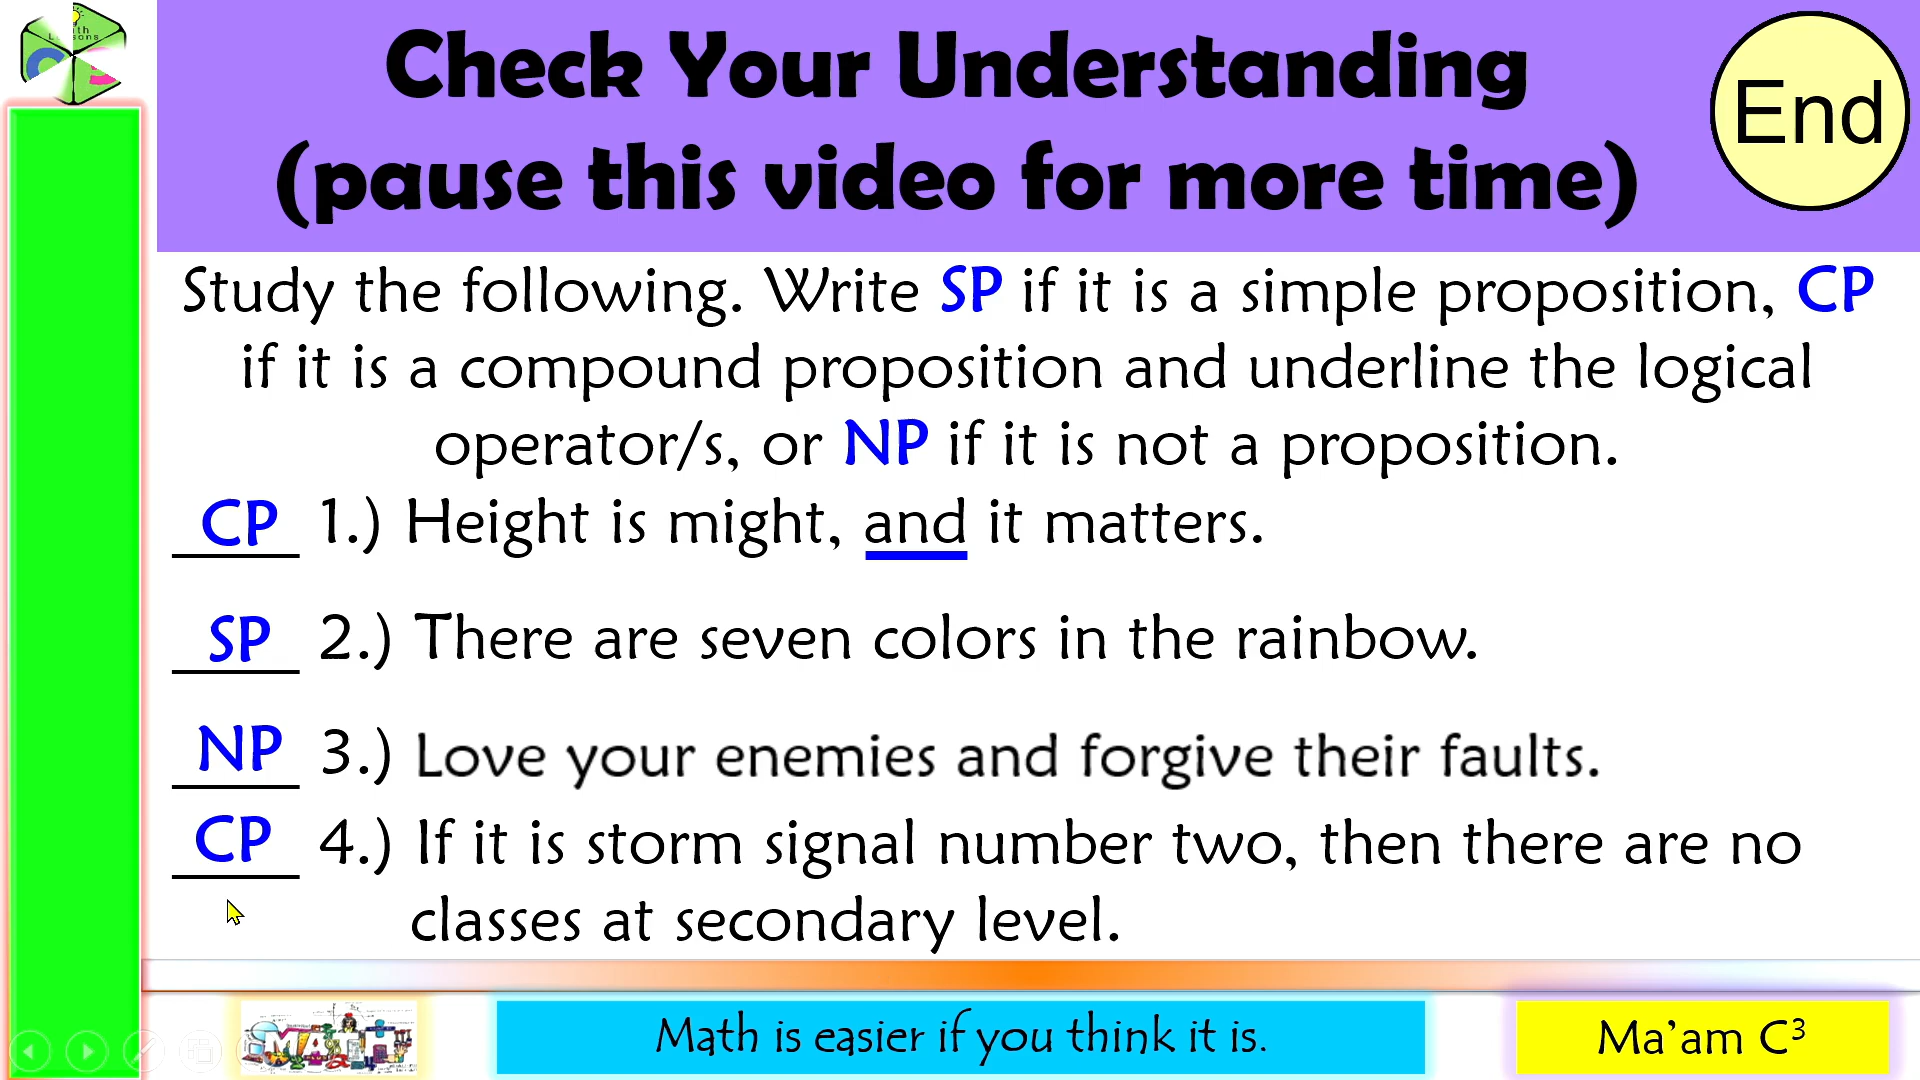 Check Your Understanding
(pause this video for more time)
End
Study the following. Write SP if it is a simple proposition, CP
if it is a compound proposition and underline the logical
operator/s, or NP if it is not a proposition.
CP 1.) Height is might, and it matters.
SP 2.) There are seven colors in the rainbow.
NP 3.) Love your enemies and forgive their faults.
CP 4.) If it is storm signal number two, then there are no
classes at secondary level.
MATH
Math is easier if you think it is.
Ma’am C³